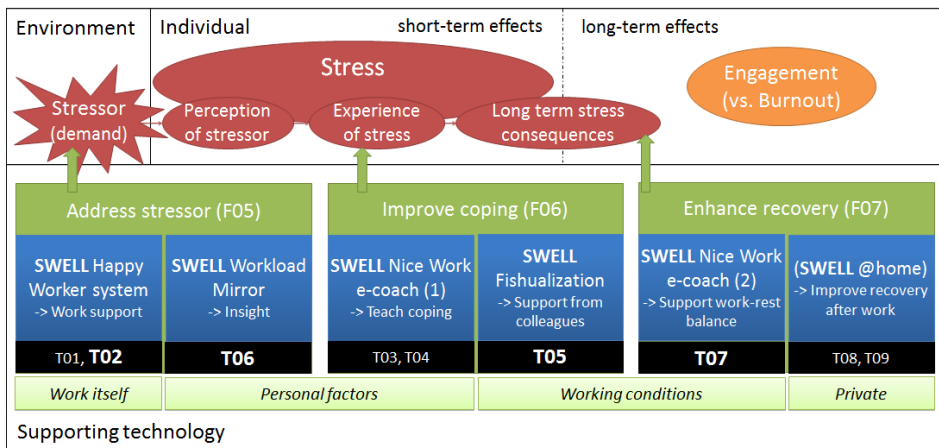 Environment
Individual
short-term effects
long-term effects
Stress
Engagement
(vs. Burnout)
Stressor
(demand)
Perception
of stressor
Experience
of stress
Long term stress
consequences
Address stressor (F05)
Improve coping (F06)
Enhance recovery (F07)
SWELL Happy
Worker system
-> Work support
SWELL Workload
Mirror
-> Insight
SWELL Nice Work
e-coach (1)
-> Teach coping
SWELL
Fishualization
-> Support from
colleagues
SWELL Nice Work
e-coach (2)
-> Support work-rest
balance
(SWELL @home)
-> Improve recovery
after work
T01, T02
T06
T03, T04
T05
T07
T08, T09
Work itself
Personal factors
Working conditions
Private
Supporting technology